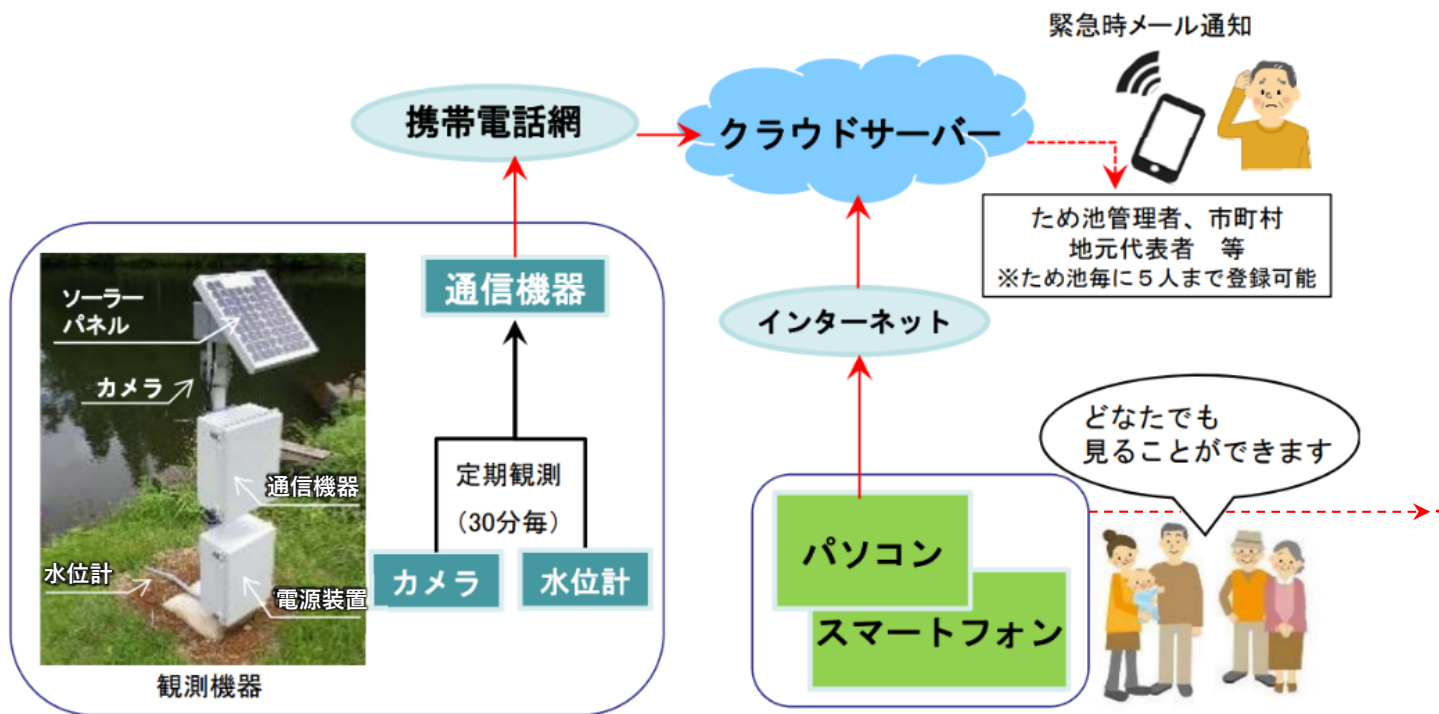 緊急時メール通知
携帯電話網
クラウドサーバー
ため池管理者、市町村
地元代表者　等
※ため池毎に５人まで登録可能
通信機器
ソーラー
パネル
カメラ
通信機器
水位計
電源装置
観測機器
定期観測
（30分毎）
カメラ
水位計
インターネット
パソコン
スマートフォン
どなたでも
見ることができます